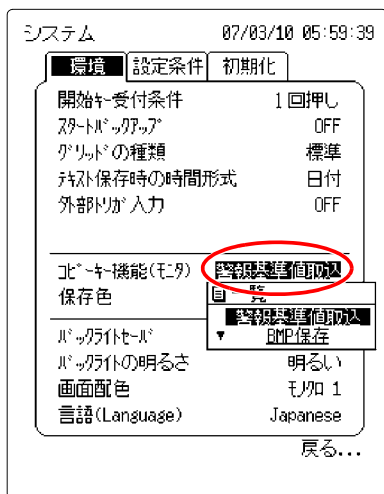 システム 07/03/10 05:59:39
環境 設定条件 初期化
開始ｷｰ受付条件 1回押し
ｽﾀｰﾄﾊﾞｯｸｱｯﾌﾟ OFF
ｸﾞﾘｯﾄﾞの種類 標準
ﾃｷｽﾄ保存時の時間形式 日付
外部ﾄﾘｶﾞ入力 OFF
ｺﾋﾟｰｷｰ機能(ﾓﾆﾀ) 警報基準値取込
保存色 一覧
警報基準値取込
▼ BMP保存
ﾊﾞｯｸﾗｲﾄｾｰﾊﾞ
ﾊﾞｯｸﾗｲﾄの明るさ 明るい
画面配色 ﾓﾉｸﾛ 1
言語(Language) Japanese
戻る...